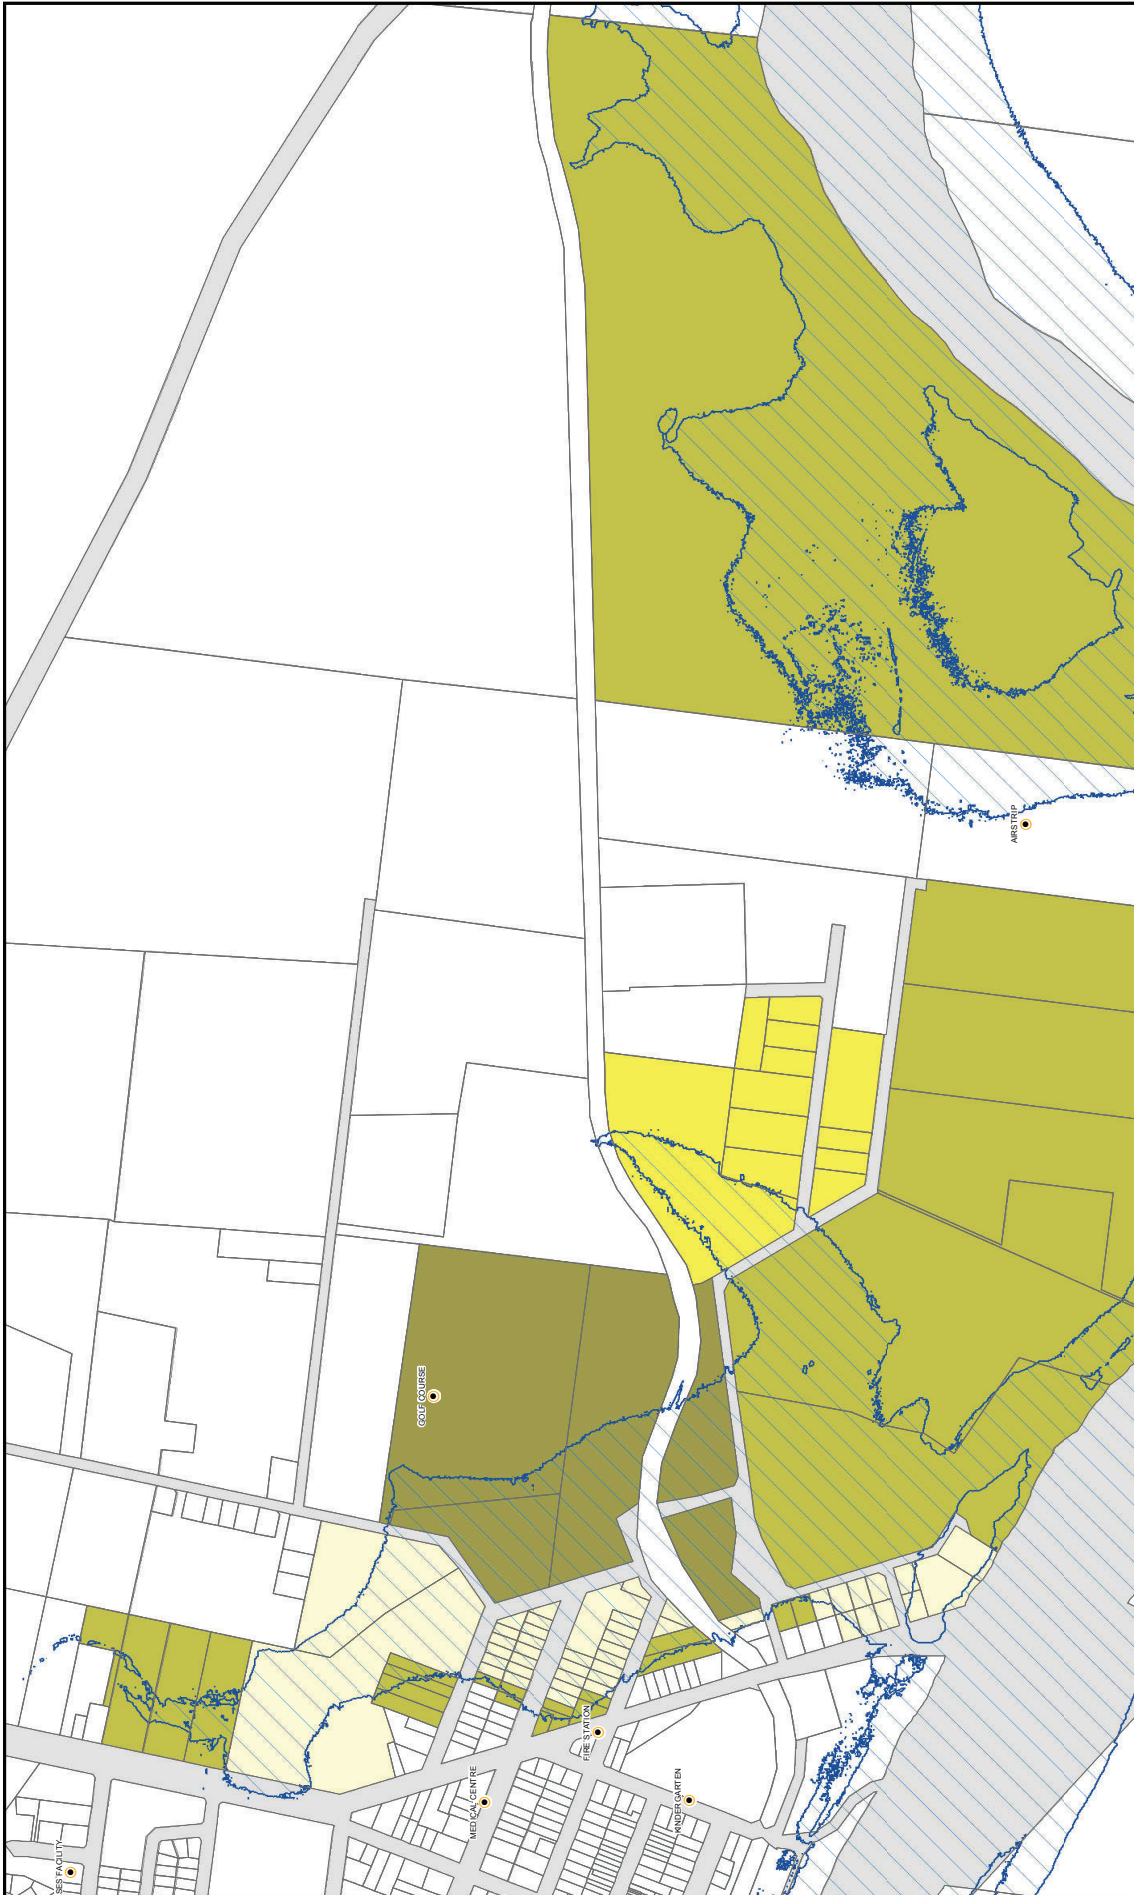 AIRSTRIP
GOLF COURSE
FIRE STATION
MEDICAL CENTRE
KINDERGARTEN
SES FACILITY